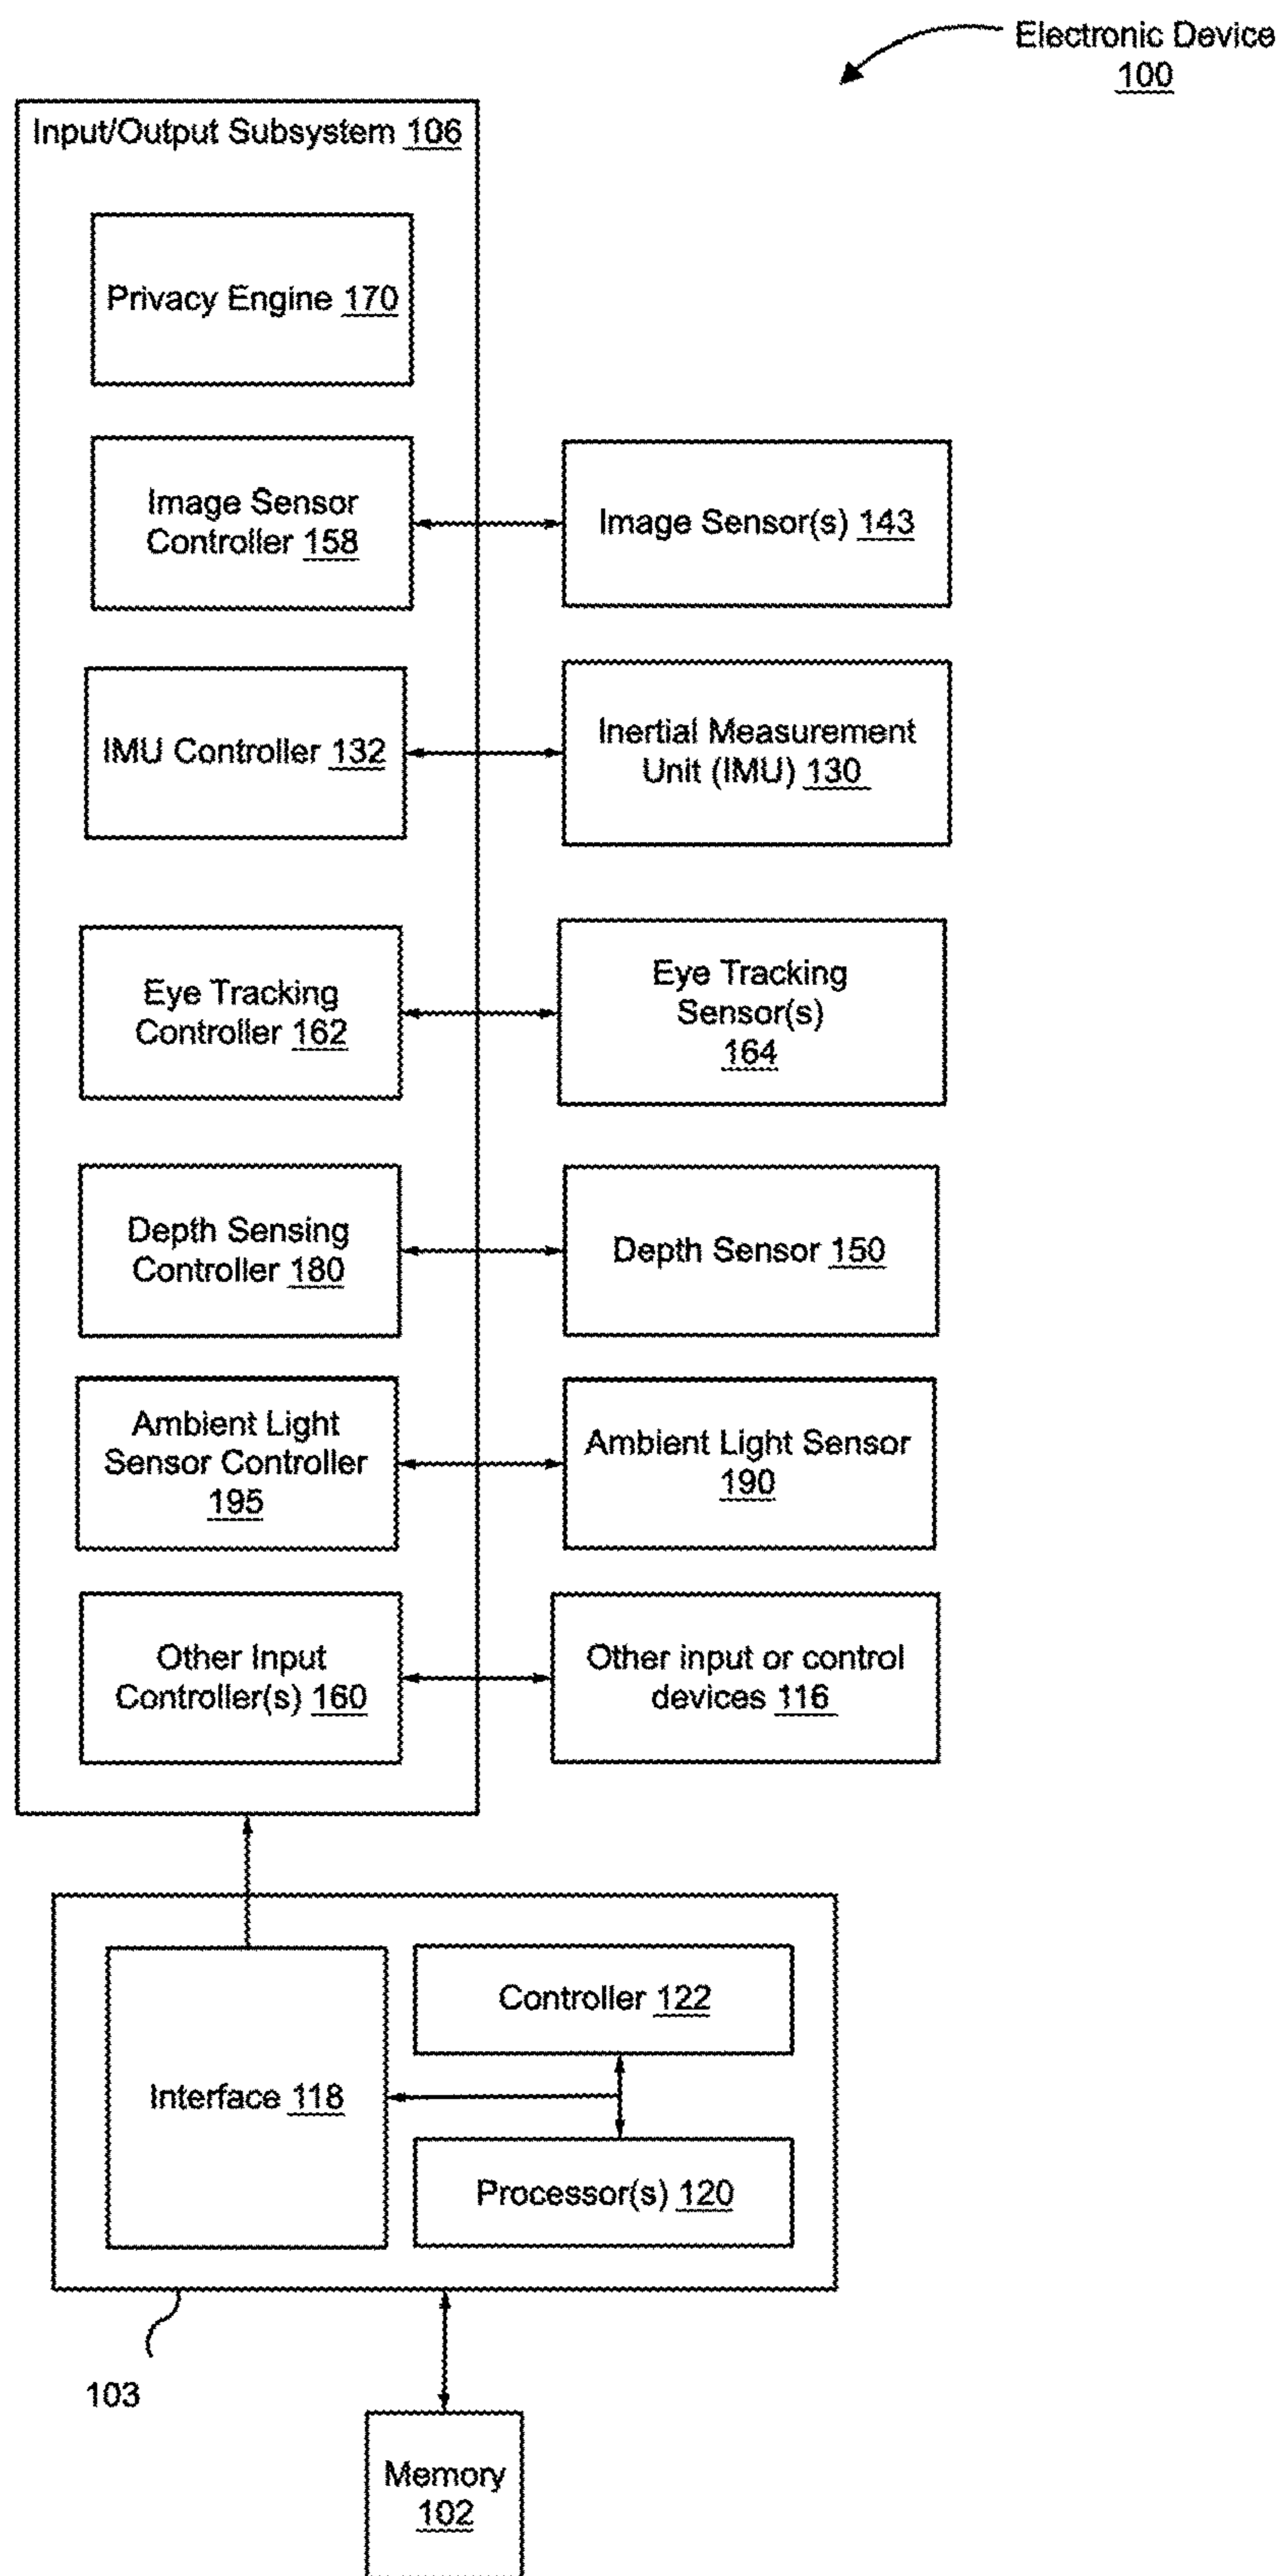 Electronic Device
100
Input/Output Subsystem 106
Privacy Engine 170
Image Sensor
Controller 158
Image Sensor(s) 143
IMU Controller 132
Inertial Measurement
Unit (IMU) 130
Eye Tracking
Controller 162
Eye Tracking
Sensor(s)
164
Depth Sensing
Controller 180
Depth Sensor 150
Ambient Light
Sensor Controller
195
Ambient Light Sensor
190
Other Input
Controller(s) 160
Other input or control
devices 116
Interface 118
Controller 122
Processor(s) 120
103
Memory
102